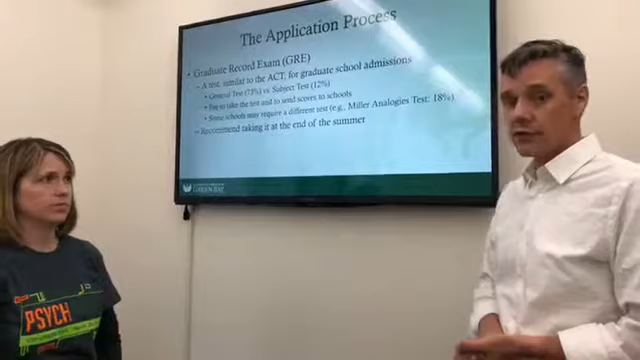 The Application Process
• Graduate Record Exam (GRE)
– A test, similar to the ACT, for graduate school admissions
• General Test (73%) vs. Subject Test (12%)
• Pay to take the test and to send scores to schools
• Some schools may require a different test (e.g., Miller Analogies Test: 18%)
– Recommend taking it at the end of the summer
GREEN BAY
PSYCH